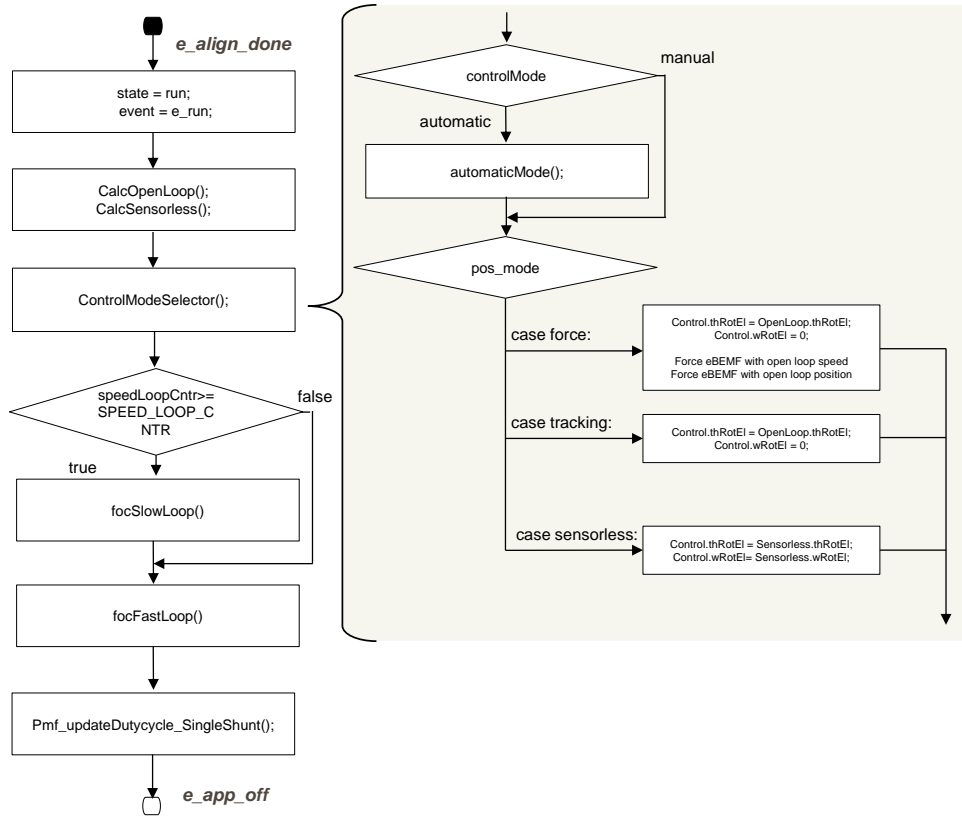 e_align_done
state = run;
event = e_run;
CalcOpenLoop();
CalcSensorless();
ControlModeSelector();
speedLoopCntr>=
SPEED_LOOP_C
NTR
false
true
focSlowLoop()
focFastLoop()
Pmf_updateDutycycle_SingleShunt();
e_app_off
controlMode
manual
automatic
automaticMode();
pos_mode
case force:
Control.thRotEl = OpenLoop.thRotEl;
Control.wRotEl = 0;
Force eBEMF with open loop speed
Force eBEMF with open loop position
case tracking:
Control.thRotEl = OpenLoop.thRotEl;
Control.wRotEl = 0;
case sensorless:
Control.thRotEl = Sensorless.thRotEl;
Control.wRotEl= Sensorless.wRotEl;